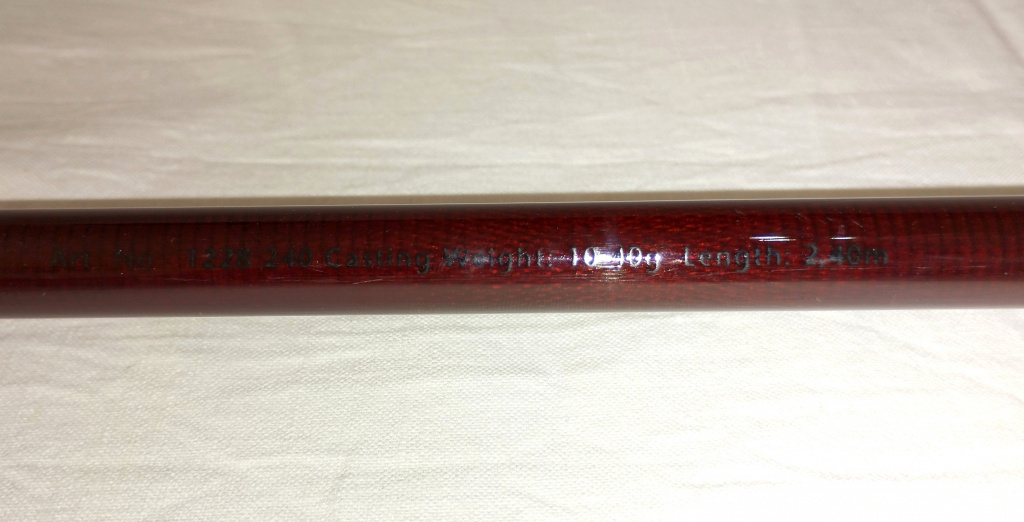 Art. No. 1228 240 Casting Weight: 10-40g Length: 2,40m